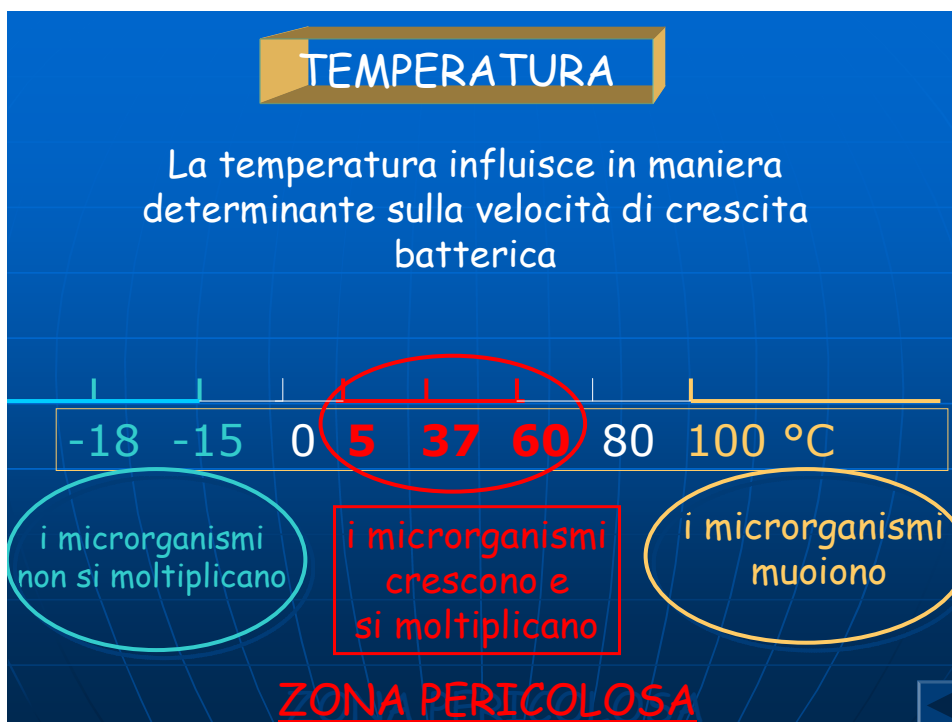 TEMPERATURA
La temperatura influisce in maniera
determinante sulla velocità di crescita
batterica
-18 -15 0 5 37 60 80 100 °C
i microrganismi
non si moltiplicano
i microrganismi
crescono e
si moltiplicano
i microrganismi
muoiono
ZONA PERICOLOSA